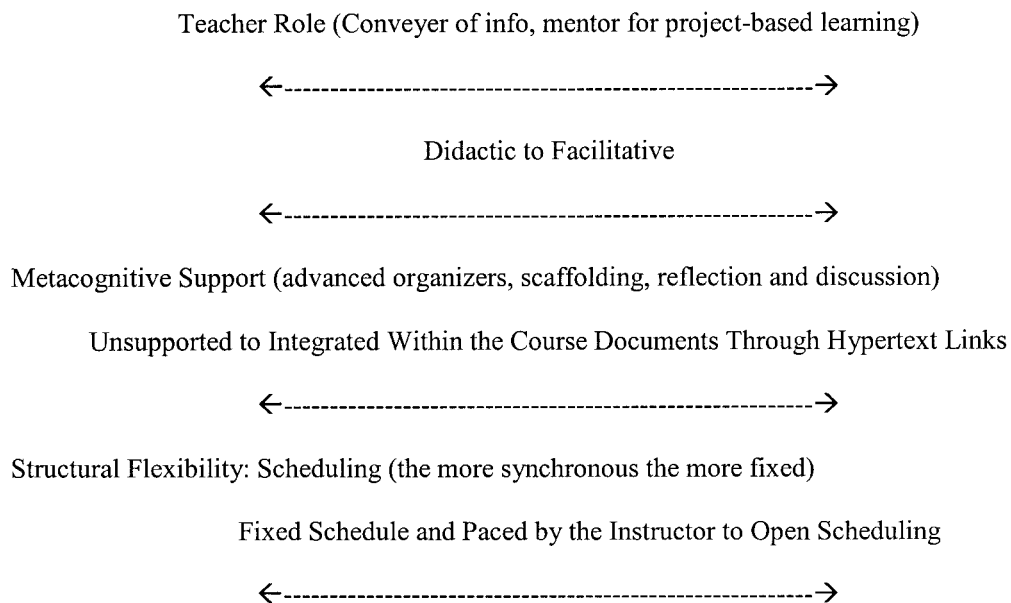 Teacher Role (Conveyer of info, mentor for project-based learning)
Didactic to Facilitative
Metacognitive Support (advanced organizers, scaffolding, reflection and discussion)
Unsupported to Integrated Within the Course Documents Through Hypertext Links
Structural Flexibility: Scheduling (the more synchronous the more fixed)
Fixed Schedule and Paced by the Instructor to Open Scheduling